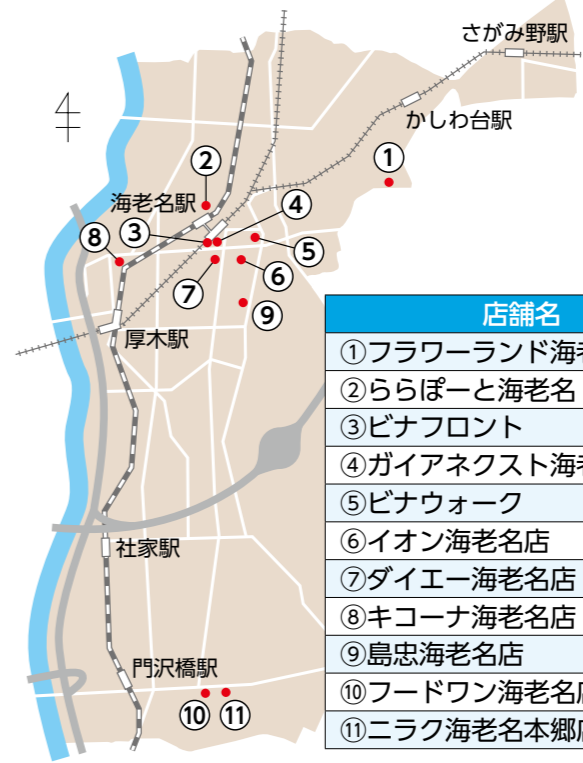 さがみ野駅
かしわ台駅
①
②
海老名駅
④
③
⑧
⑤
⑦
⑥
⑨
厚木駅
社家駅
門沢橋駅
⑩
⑪
店舗名
①フラワーランド海
②ららぽーと海老名
③ビナフロント
④ガイアネクスト海
⑤ビナウォーク
⑥イオン海老名店
⑦ダイエー海老名店
⑧キコーナ海老名店
⑨島忠海老名店
⑩フードワン海老名店
⑪ニラク海老名本郷店